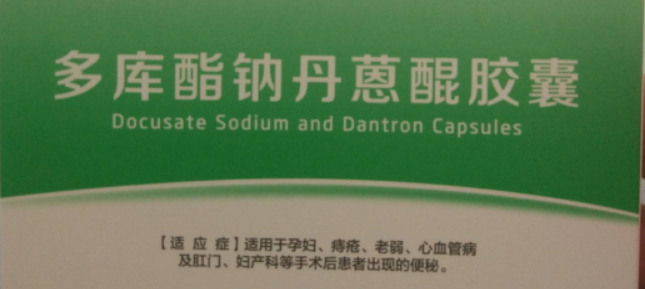 多库酯钠丹蒽醌胶囊
Docusate Sodium and Dantron Capsules
【适 应 症】适用于孕妇、痔疮、老弱、心血管病
及肛门、妇产科等手术后患者出现的便秘。